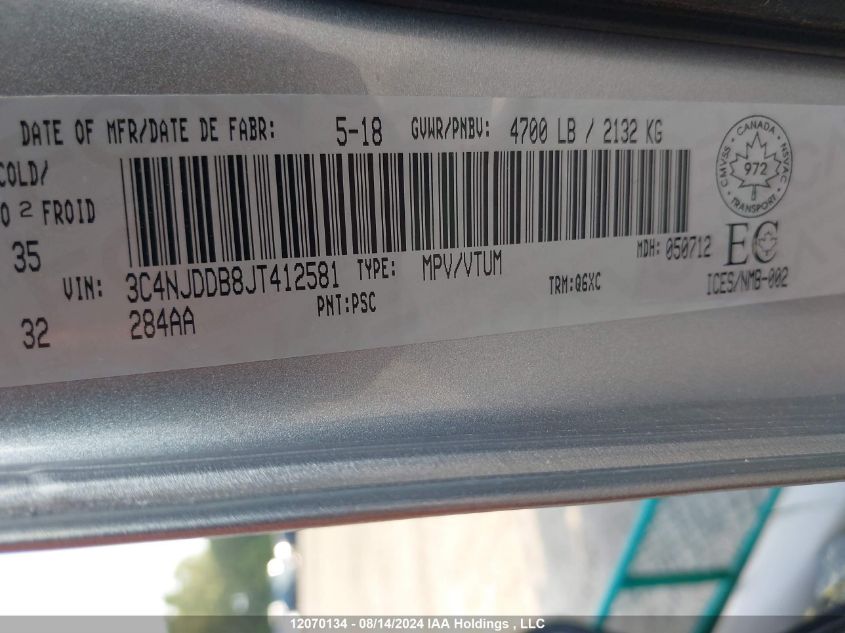 DATE OF MFR/DATE DE FABR: 5-18 GVWR/PNBV: 4700 LB / 2132 KG
COLD/
2 FROID
35
32
VIN: 3C4NJDDB8JT412581 TYPE: MPV/VTUM MDH: 050712
284AA PNT:PSC TRM:Q6XC
CMVSS CANADA NSVAC
972
TRANSPORT
EC
ICES/NMB-002
12070134 - 08/14/2024 IAA Holdings, LLC